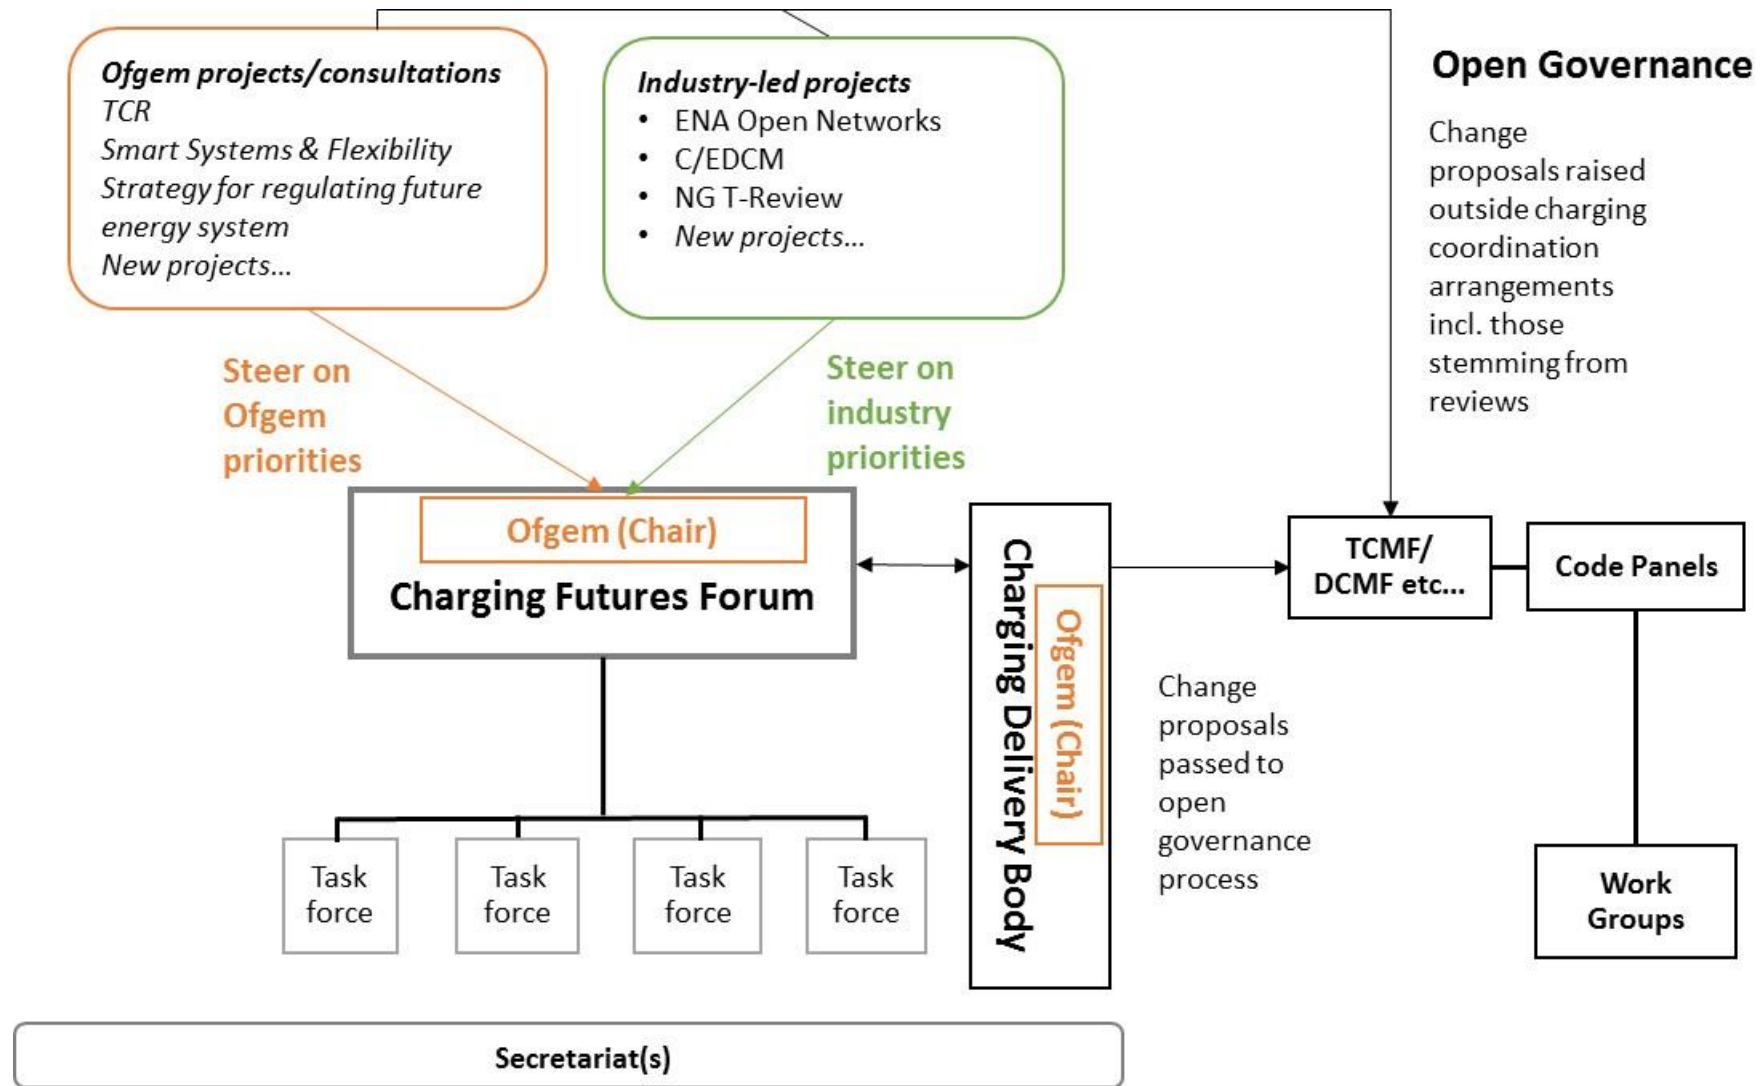 Ofgem projects/consultations
TCR
Smart Systems & Flexibility
Strategy for regulating future
energy system
New projects...
Industry-led projects
• ENA Open Networks
• C/EDCM
• NG T-Review
• New projects...
Open Governance
Change
proposals raised
outside charging
coordination
arrangements
incl. those
stemming from
reviews
Steer on
Ofgem
priorities
Steer on
industry
priorities
Ofgem (Chair)
Charging Futures Forum
Charging Delivery Body
Ofgem (Chair)
TCMF/
DCMF etc...
Code Panels
Change
proposals
passed to
open
governance
process
Work
Groups
Task
force
Task
force
Task
force
Task
force
Secretariat(s)